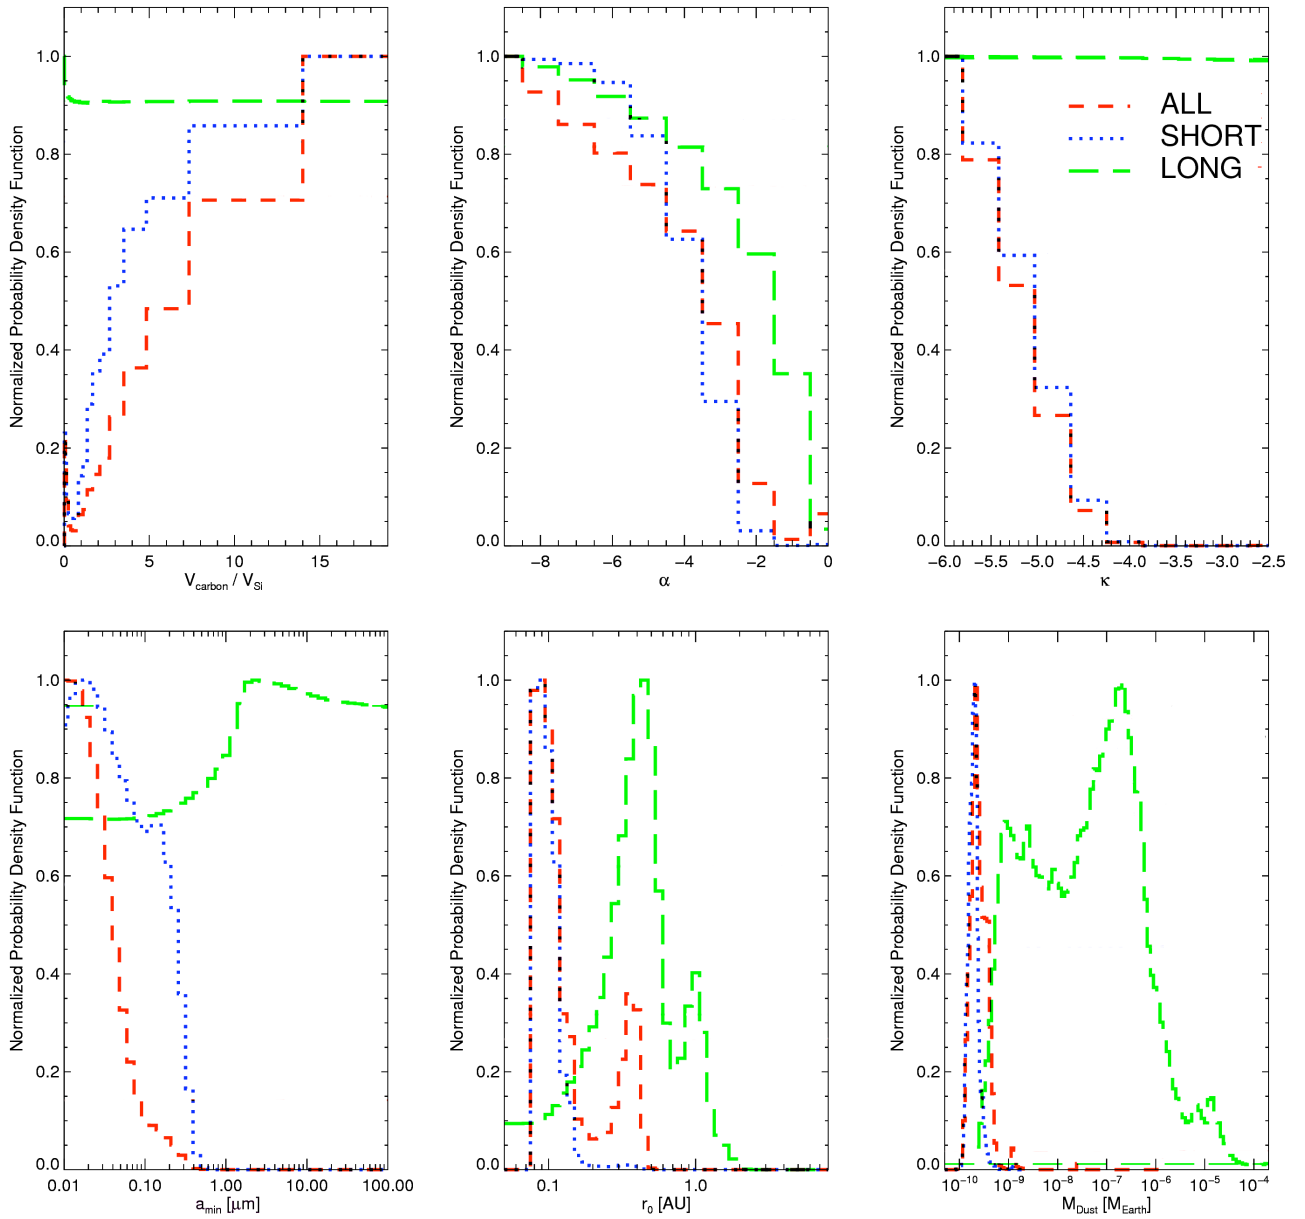 Normalized Probability Density Function
1.0
0.8
0.6
0.4
0.2
0.0
0 5 10 15
V_carbon / V_Si
Normalized Probability Density Function
1.0
0.8
0.6
0.4
0.2
0.0
−8 −6 −4 −2 0
α
Normalized Probability Density Function
1.0
0.8
0.6
0.4
0.2
0.0
−6.0 −5.5 −5.0 −4.5 −4.0 −3.5 −3.0 −2.5
κ
ALL
SHORT
LONG
Normalized Probability Density Function
1.0
0.8
0.6
0.4
0.2
0.0
0.01 0.10 1.00 10.00 100.00
a_min [μm]
Normalized Probability Density Function
1.0
0.8
0.6
0.4
0.2
0.0
0.1 1.0
r_0 [AU]
Normalized Probability Density Function
1.0
0.8
0.6
0.4
0.2
0.0
10^−10 10^−9 10^−8 10^−7 10^−6 10^−5 10^−4
M_Dust [M_Earth]